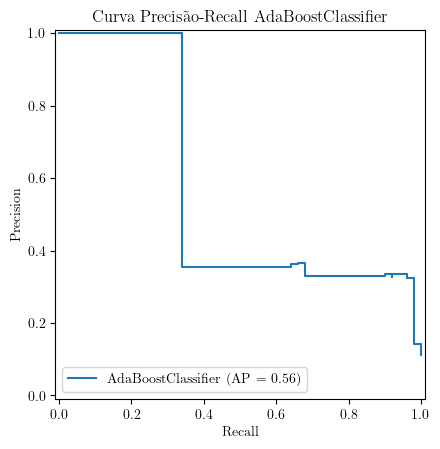 Curva Precisão-Recall AdaBoostClassifier
1.0
0.8
0.6
0.4
0.2
0.0
Precision
AdaBoostClassifier (AP = 0.56)
0.0 0.2 0.4 0.6 0.8 1.0
Recall